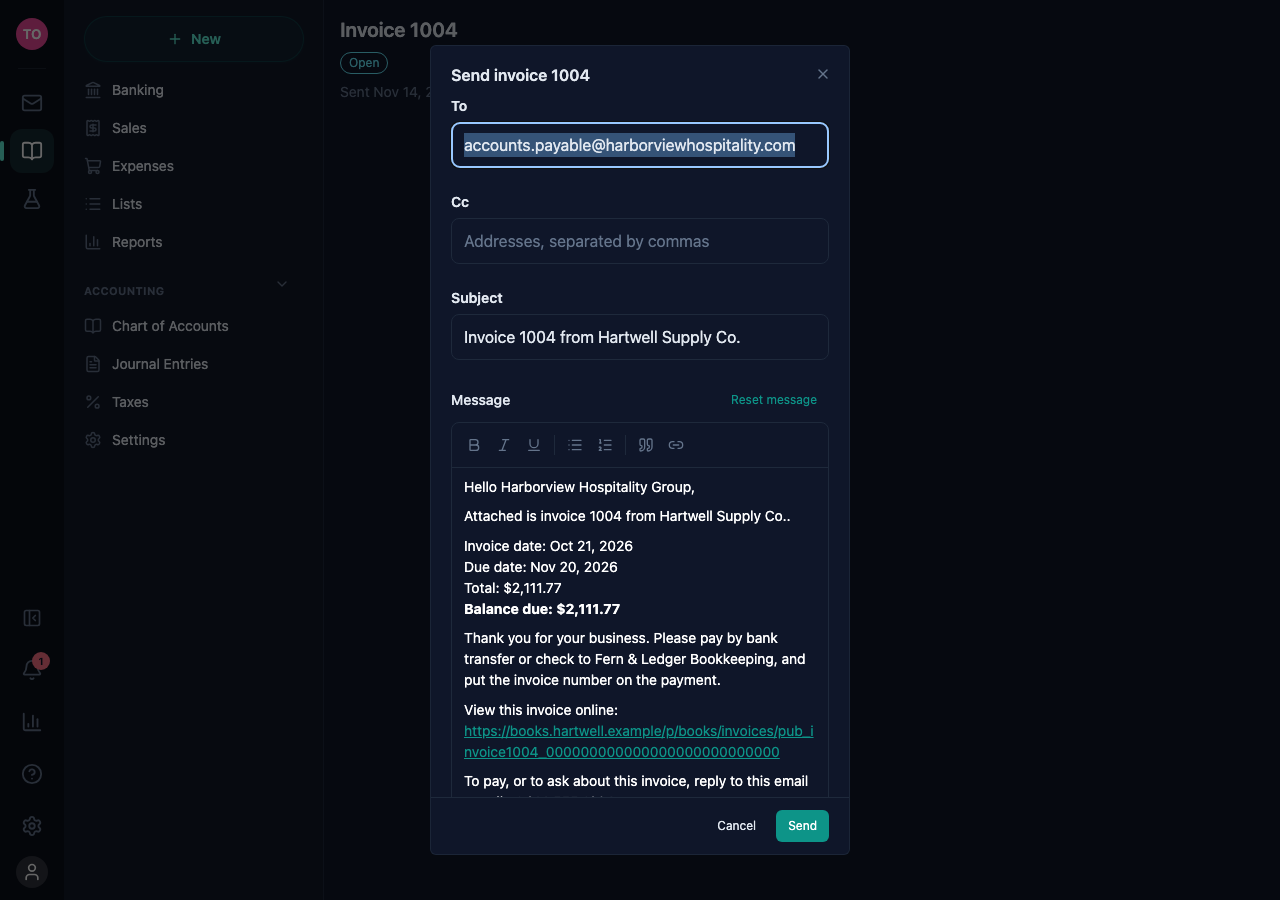 TO
New
Banking
Sales
Expenses
Lists
Reports
ACCOUNTING
Chart of Accounts
Journal Entries
Taxes
Settings
1
Invoice 1004
Open
Sent Nov 14, 2
Send invoice 1004
To
accounts.payable@harborviewhospitality.com
Cc
Addresses, separated by commas
Subject
Invoice 1004 from Hartwell Supply Co.
Message
Reset message
Hello Harborview Hospitality Group,
Attached is invoice 1004 from Hartwell Supply Co..
Invoice date: Oct 21, 2026
Due date: Nov 20, 2026
Total: $2,111.77
Balance due: $2,111.77
Thank you for your business. Please pay by bank
transfer or check to Fern & Ledger Bookkeeping, and
put the invoice number on the payment.
View this invoice online:
https://books.hartwell.example/p/books/invoices/pub_i
nvoice1004_000000000000000000000000000
To pay, or to ask about this invoice, reply to this email
Cancel
Send